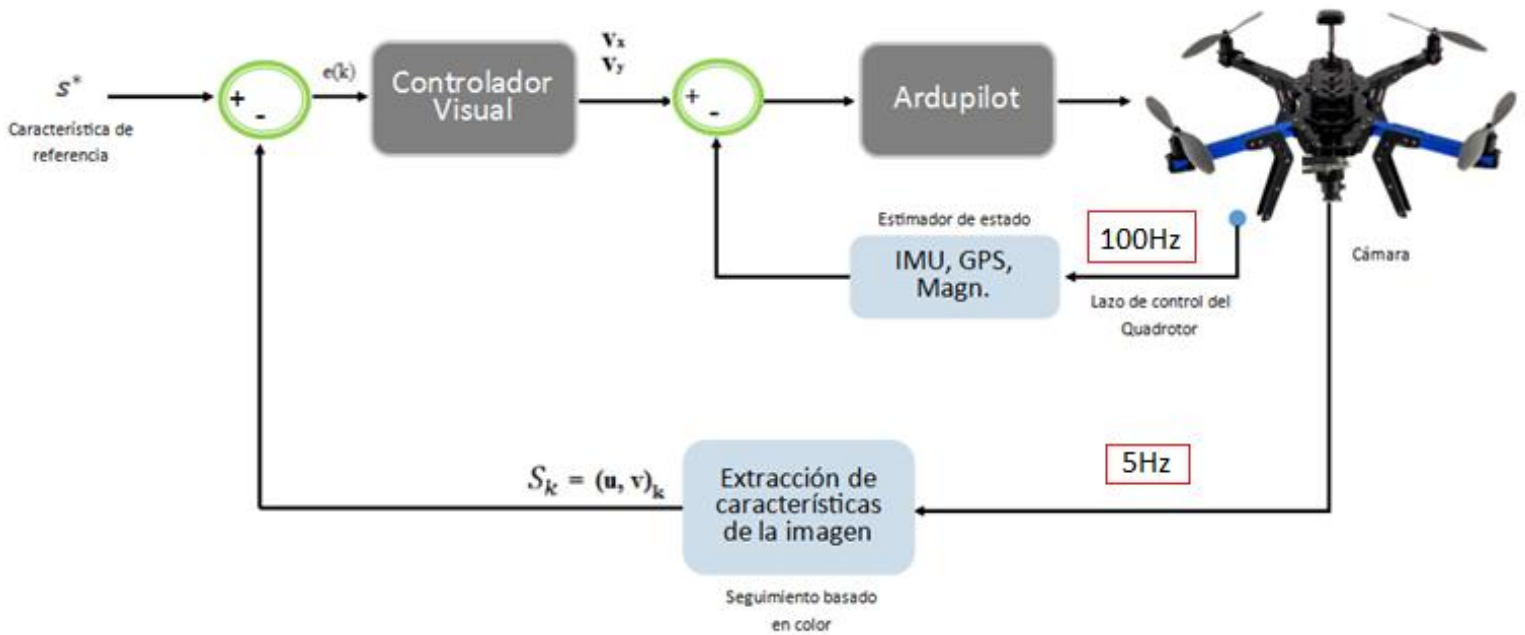 s*
Característica de
referencia
+
-
e(k)
Controlador
Visual
vx
vy
+
-
Ardupilot
Estimador de estado
IMU, GPS,
Magn.
100Hz
Lazo de control del
Quadrotor
Cámara
5Hz
Sk = (u, v)k
Extracción de
características
de la imagen
Seguimiento basado
en color